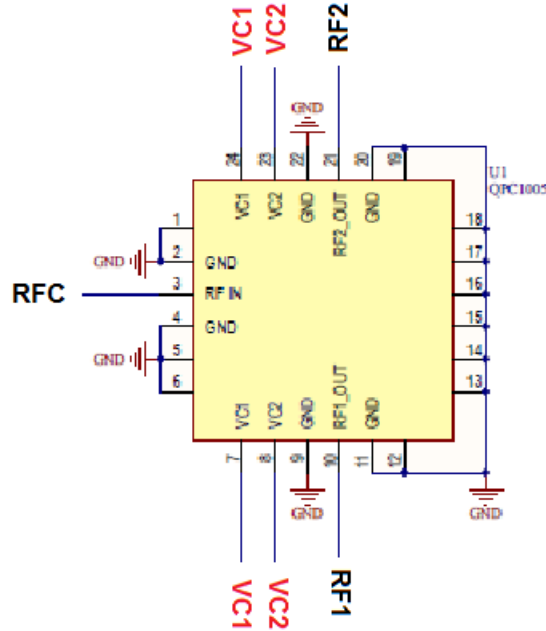 VC1 VC2 RF2
GND
24 23 22 21 20 19
U1
QPC1005
VC1 VC2 GND RF2_OUT GND
1 18
GND 2 GND 17
RFC 3 RF IN 16
4 GND 15
GND 5 14
6 13
VC1 VC2 GND RF1_OUT GND
7 8 9 10 11 12
GND GND
VC1 VC2 RF1